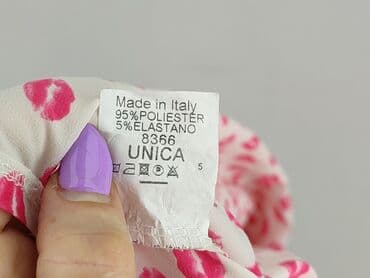 Made in Italy
95%POLIESTER
5%ELASTANO
8366
UNICA
5